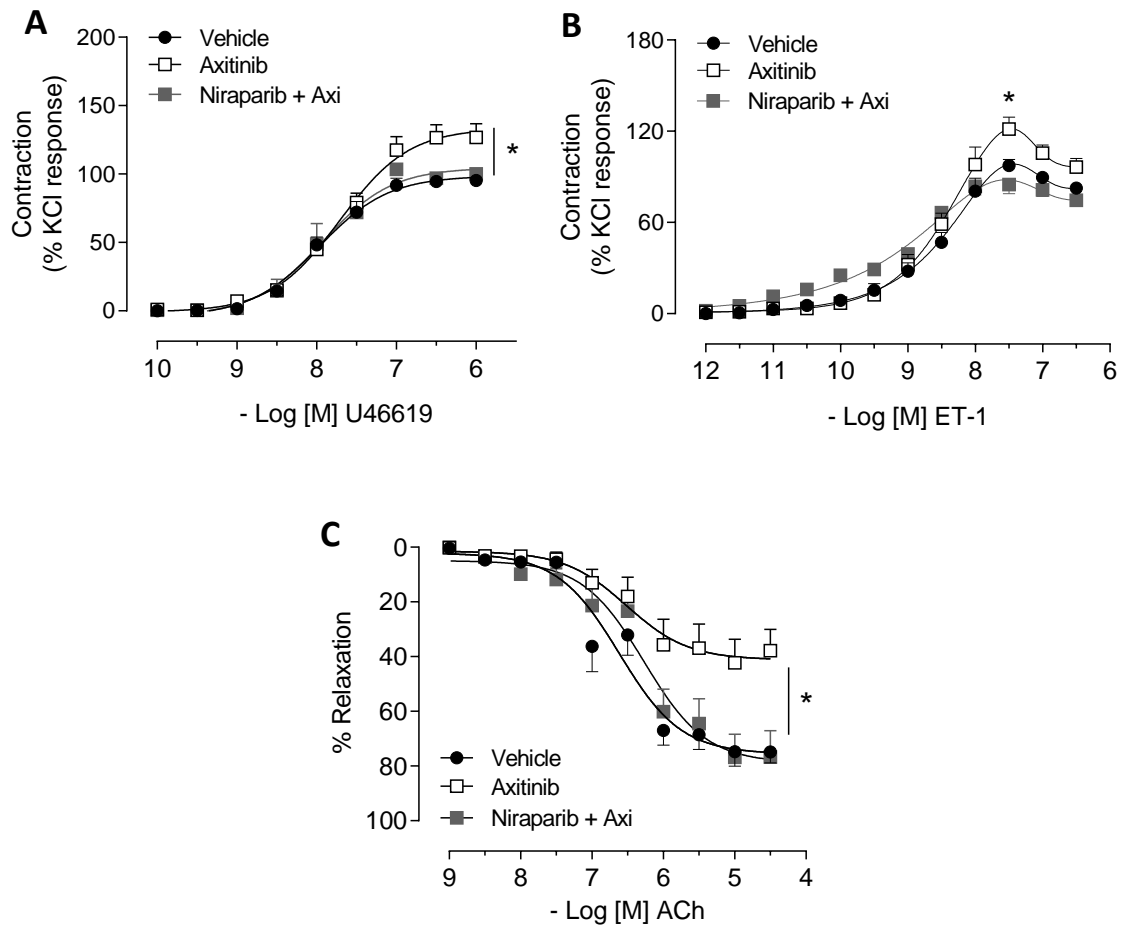 A
200
150
100
50
0
Contraction
(% KCl response)
Vehicle
Axitinib
Niraparib + Axi
*
10 9 8 7 6
- Log [M] U46619
B
180
120
60
0
Contraction
(% KCl response)
Vehicle
Axitinib
Niraparib + Axi
*
12 11 10 9 8 7 6
- Log [M] ET-1
C
0
20
40
60
80
100
% Relaxation
*
Vehicle
Axitinib
Niraparib + Axi
9 8 7 6 5 4
- Log [M] ACh